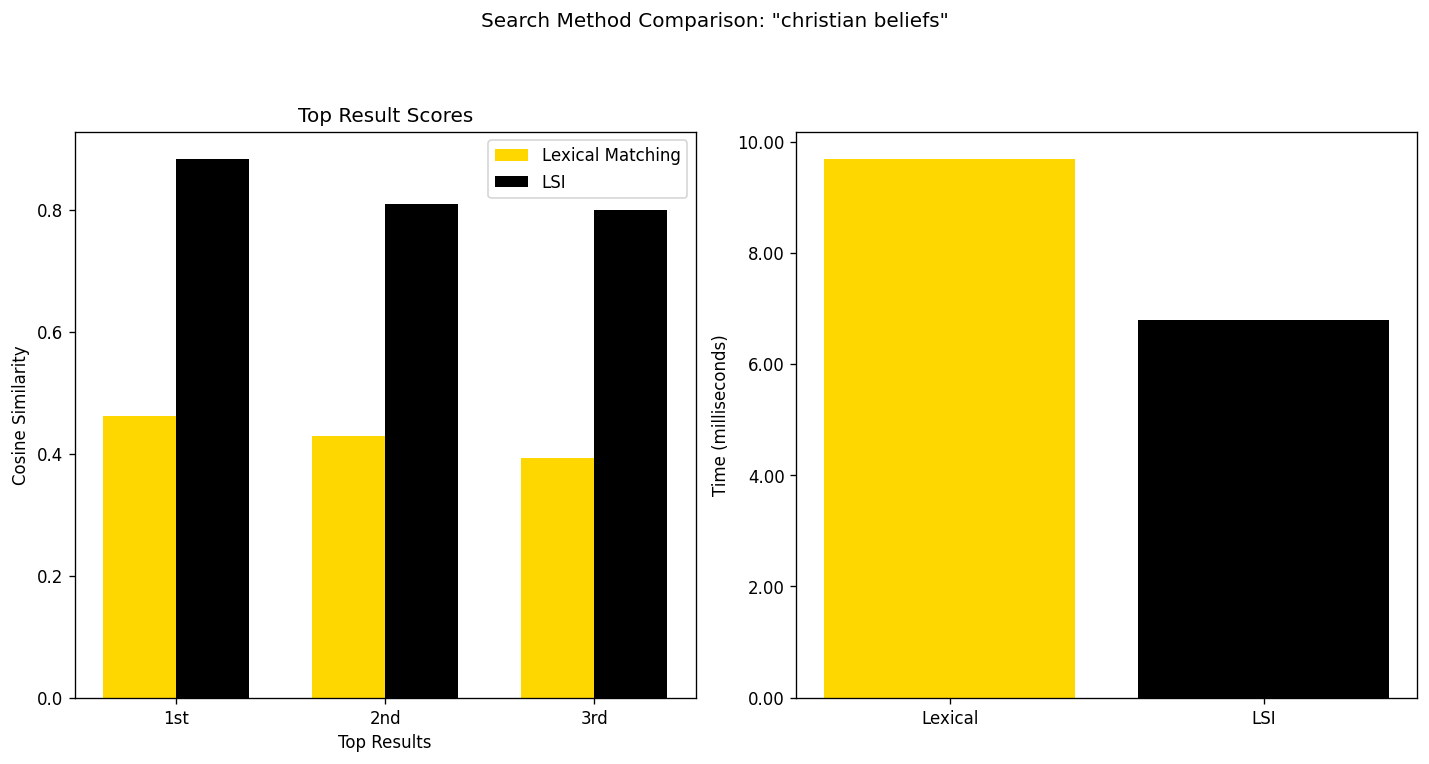 Search Method Comparison: "christian beliefs"
Top Result Scores
Lexical Matching
LSI
Cosine Similarity
0.8
0.6
0.4
0.2
0.0
1st
2nd
3rd
Top Results
Time (milliseconds)
10.00
8.00
6.00
4.00
2.00
0.00
Lexical
LSI